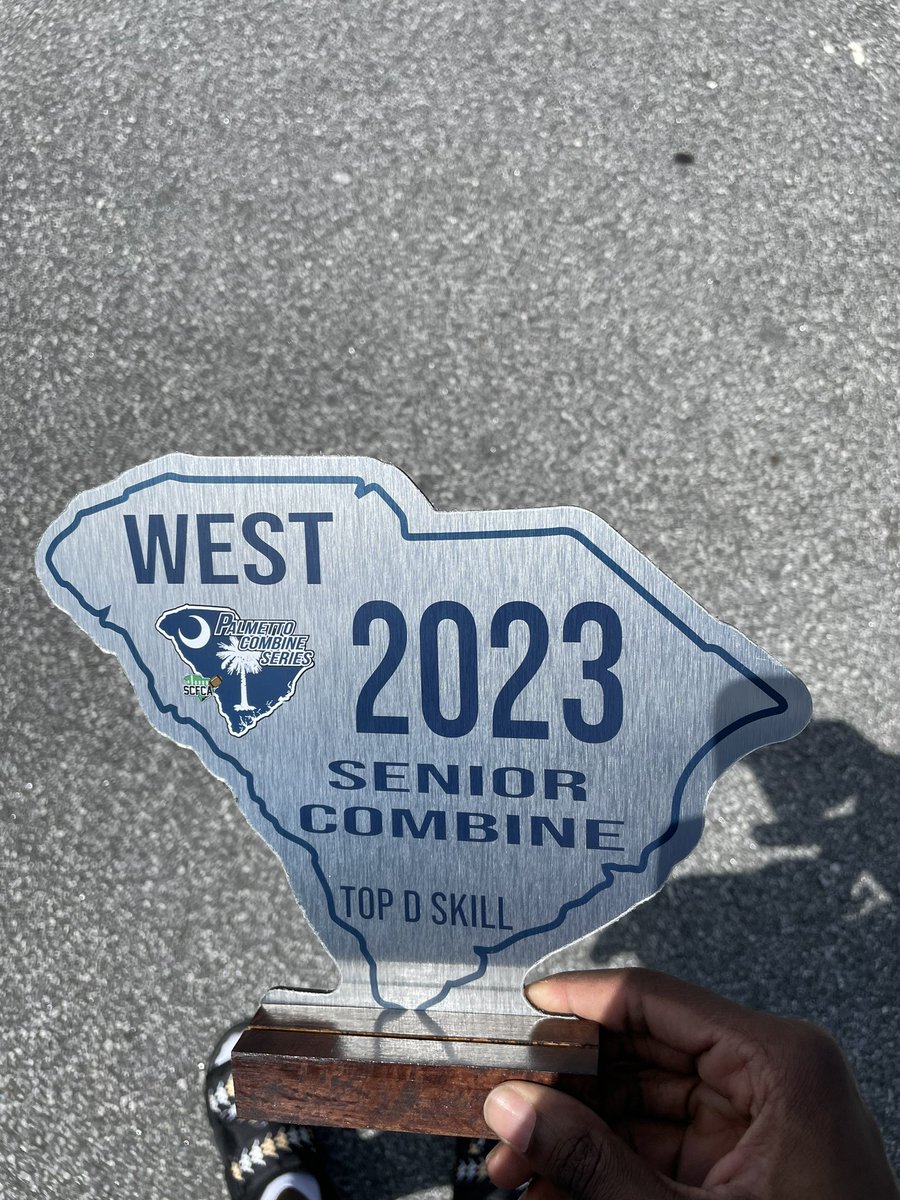 WEST
PALMETTO
COMBINE
SERIES
SCFCA
2023
SENIOR
COMBINE
TOP D SKILL